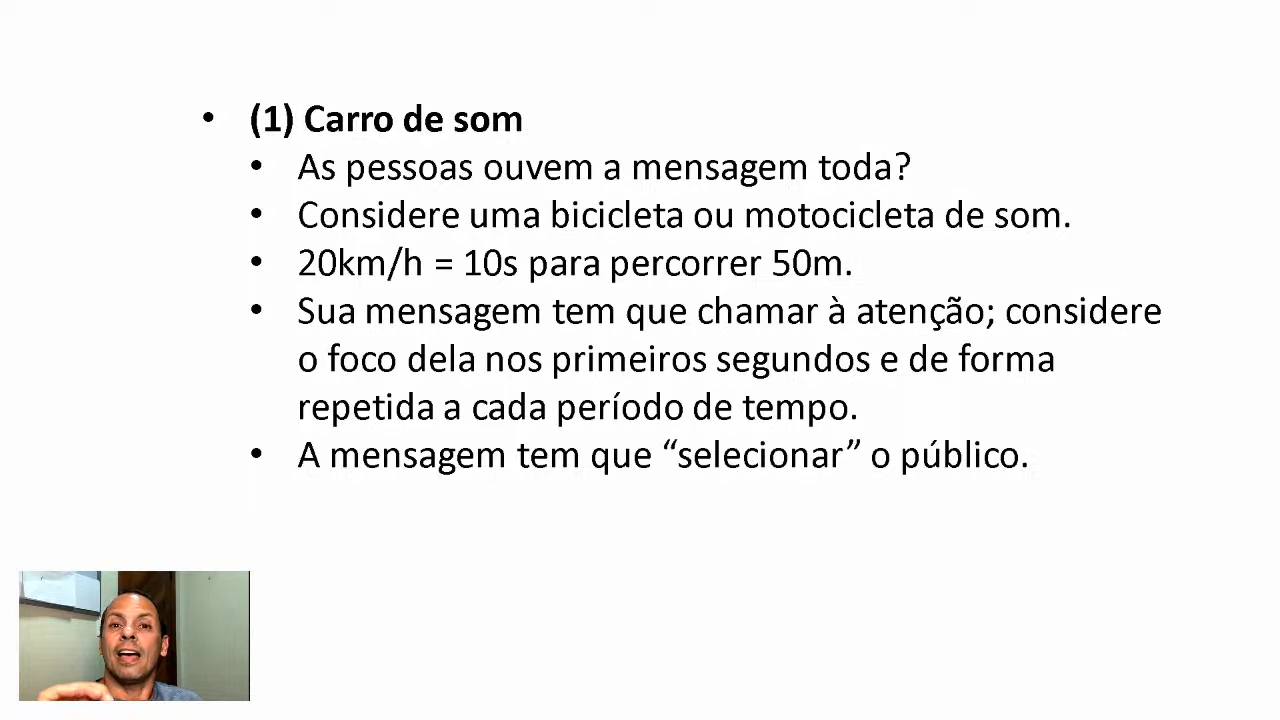 • (1) Carro de som
• As pessoas ouvem a mensagem toda?
• Considere uma bicicleta ou motocicleta de som.
• 20km/h = 10s para percorrer 50m.
• Sua mensagem tem que chamar à atenção; considere
o foco dela nos primeiros segundos e de forma
repetida a cada período de tempo.
• A mensagem tem que “selecionar” o público.